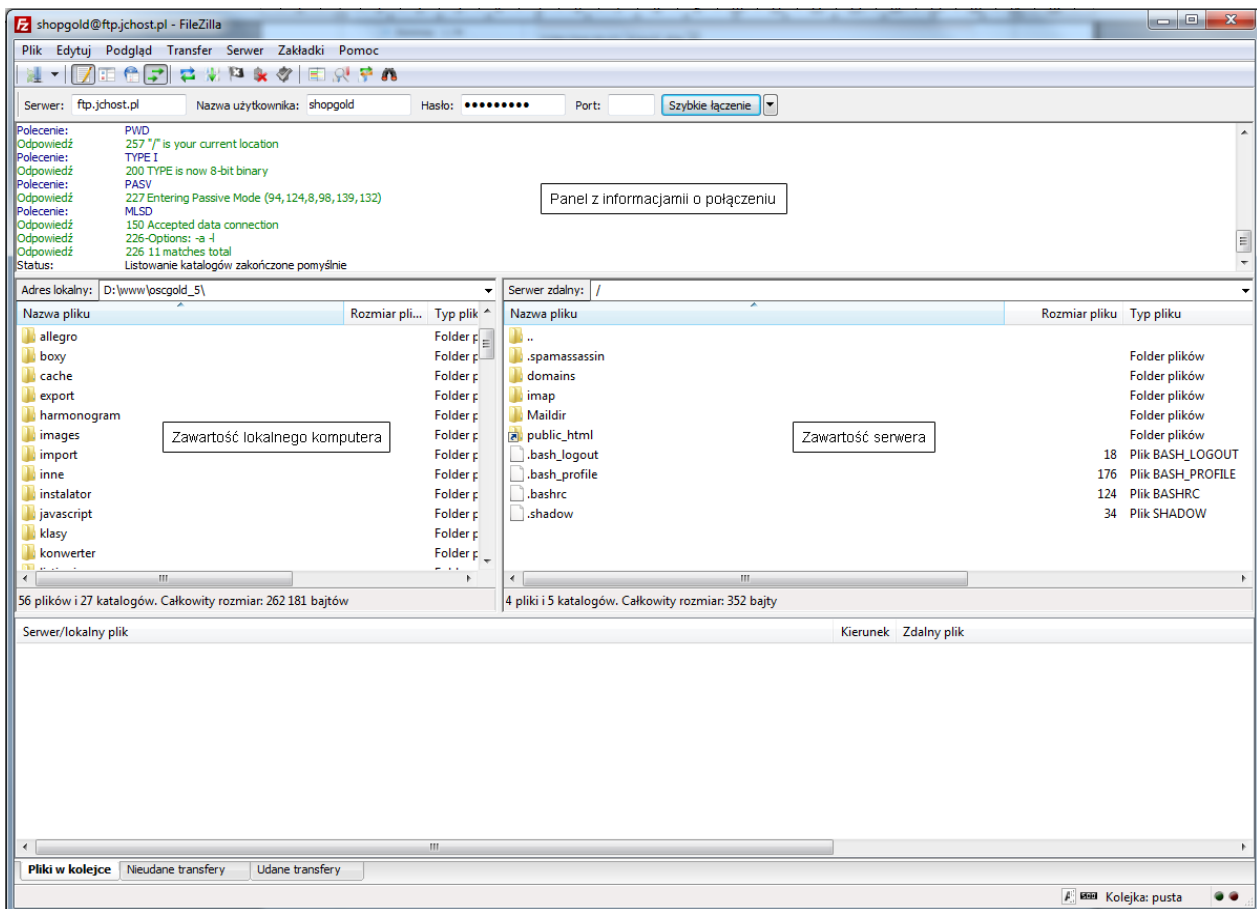 shopgold@ftp.jchost.pl - FileZilla
Plik Edytuj Podgląd Transfer Serwer Zakładki Pomoc
Serwer: ftp.jchost.pl Nazwa użytkownika: shopgold Hasło: ●●●●●●●●● Port: Szybkie łączenie
Polecenie: PWD
Odpowiedź 257 "/" is your current location
Polecenie: TYPE I
Odpowiedź 200 TYPE is now 8-bit binary
Polecenie: PASV
Odpowiedź 227 Entering Passive Mode (94,124,8,98,139,132)
Polecenie: MLSD
Odpowiedź 150 Accepted data connection
Odpowiedź 226-Options: -a -l
Odpowiedź 226 11 matches total
Status: Listowanie katalogów zakończone pomyślnie
Panel z informacjamii o połączeniu
Adres lokalny: D:\www\oscgold_5\
Nazwa pliku Rozmiar pli... Typ plik
allegro Folder p
boxy Folder p
cache Folder p
export Folder p
harmonogram Folder p
images Folder p
import Folder p
inne Folder p
instalator Folder p
javascript Folder p
klasy Folder p
konwerter Folder p
Zawartość lokalnego komputera
56 plików i 27 katalogów. Całkowity rozmiar: 262 181 bajtów
Serwer zdalny: /
Nazwa pliku Rozmiar pliku Typ pliku
..
.spamassassin Folder plików
domains Folder plików
imap Folder plików
Maildir Folder plików
public_html Folder plików
.bash_logout 18 Plik BASH_LOGOUT
.bash_profile 176 Plik BASH_PROFILE
.bashrc 124 Plik BASHRC
.shadow 34 Plik SHADOW
Zawartość serwera
4 pliki i 5 katalogów. Całkowity rozmiar: 352 bajty
Serwer/lokalny plik Kierunek Zdalny plik
Pliki w kolejce Nieudane transfery Udane transfery
Kolejka: pusta